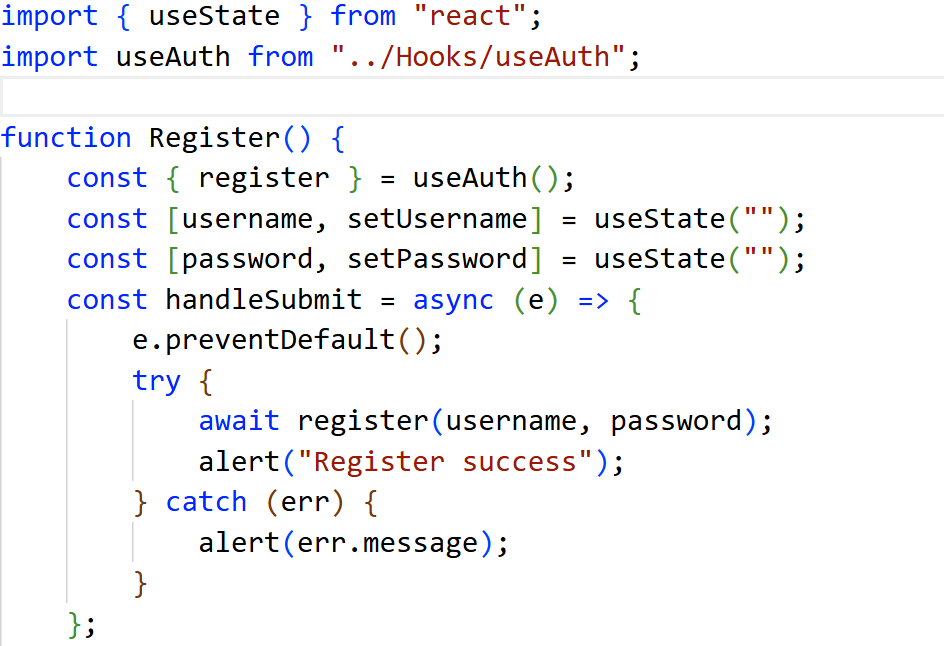 import { useState } from "react";
import useAuth from "../Hooks/useAuth";
function Register() {
    const { register } = useAuth();
    const [username, setUsername] = useState("");
    const [password, setPassword] = useState("");
    const handleSubmit = async (e) => {
        e.preventDefault();
        try {
            await register(username, password);
            alert("Register success");
        } catch (err) {
            alert(err.message);
        }
    };